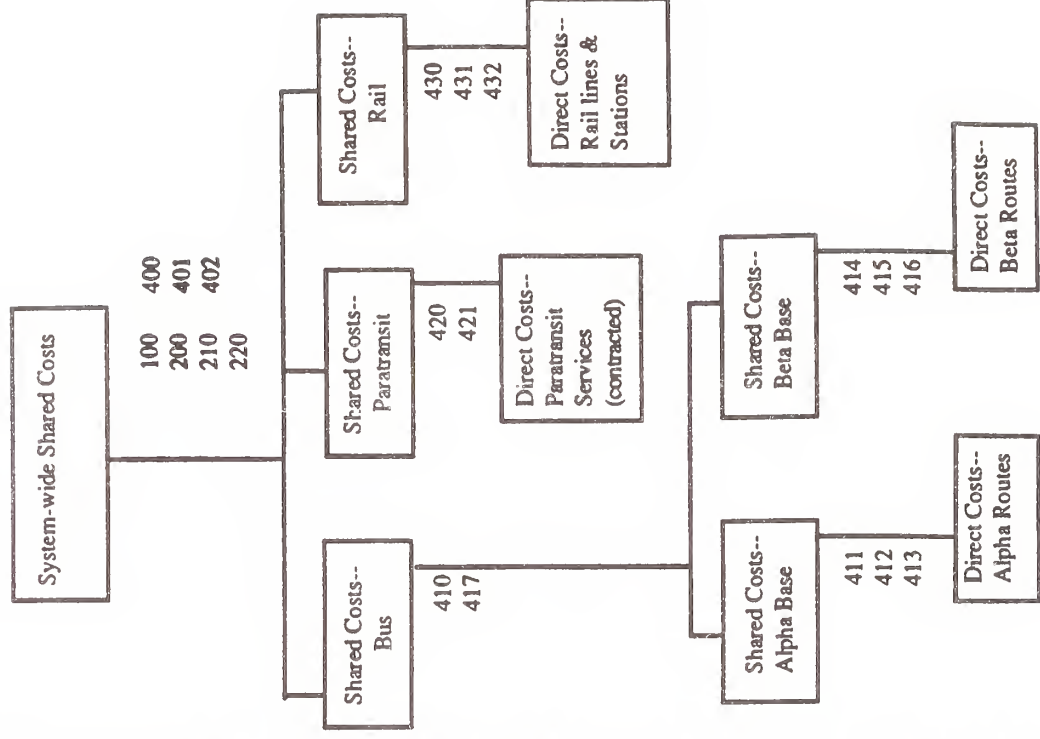 System-wide Shared Costs
100 400
200 401
210 402
220
Shared Costs--
Bus
Shared Costs--
Paratransit
Shared Costs--
Rail
410
417
420
421
430
431
432
Direct Costs--
Paratransit
Services
(contracted)
Direct Costs--
Rail lines &
Stations
Shared Costs--
Alpha Base
Shared Costs--
Beta Base
411
412
413
414
415
416
Direct Costs--
Alpha Routes
Direct Costs--
Beta Routes